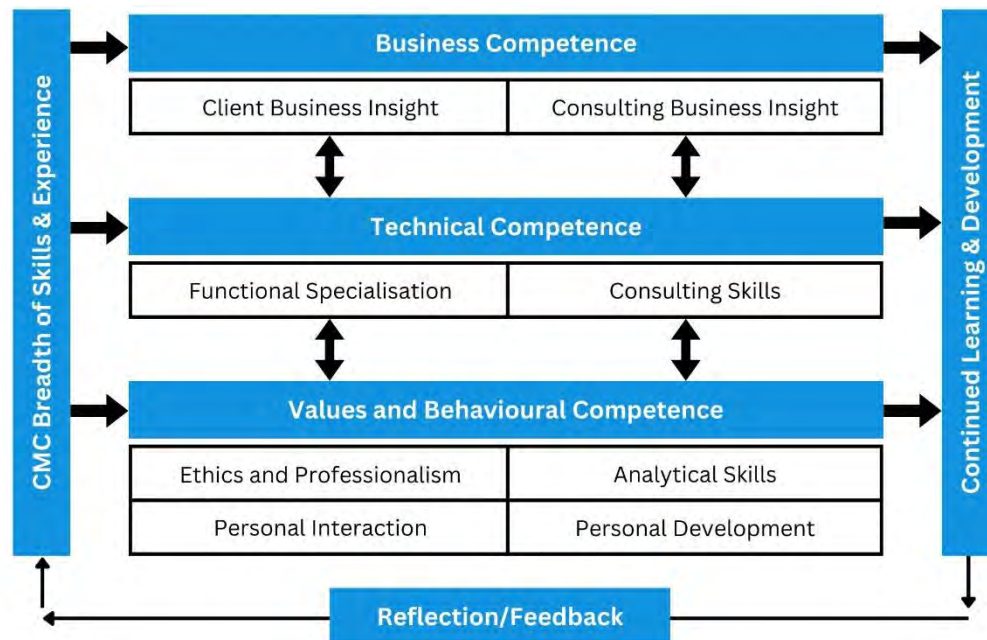 CMC Breadth of Skills & Experience
Business Competence
Client Business Insight
Consulting Business Insight
Technical Competence
Functional Specialisation
Consulting Skills
Values and Behavioural Competence
Ethics and Professionalism
Analytical Skills
Personal Interaction
Personal Development
Continued Learning & Development
Reflection/Feedback